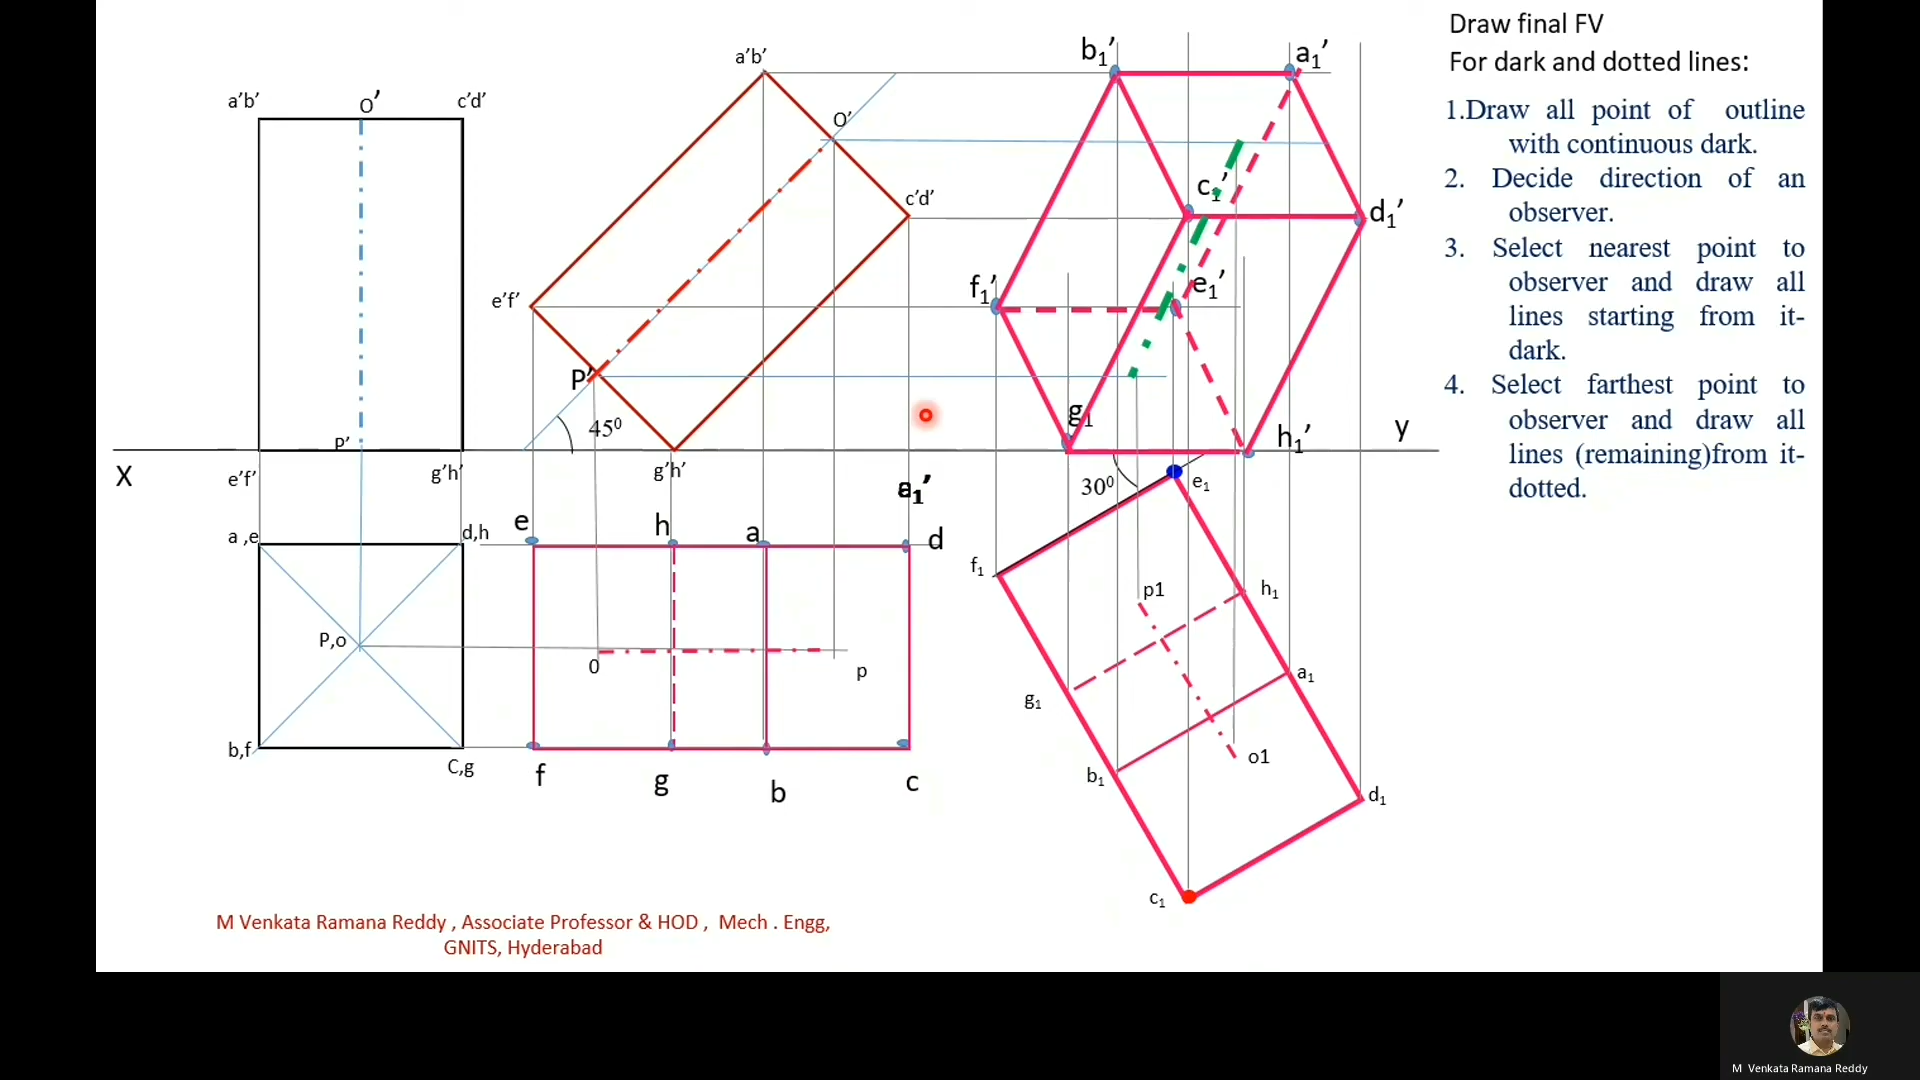 Draw final FV
For dark and dotted lines:
1.Draw all point of outline
with continuous dark.
2. Decide direction of an
observer.
3. Select nearest point to
observer and draw all
lines starting from it-
dark.
4. Select farthest point to
observer and draw all
lines (remaining)from it-
dotted.
a'b'
O'
c'd'
P'
e'f'
g'h'
X
a'b'
O'
c'd'
e'f'
P'
45⁰
g'h'
b₁'
a₁'
c₁'
d₁'
f₁'
e₁'
g₁
h₁'
y
30⁰
a ,e
d,h
P,o
b,f
C,g
e
h
a
d
0
p
f
g
b
c
e₁
f₁
p1
h₁
g₁
a₁
b₁
o1
d₁
c₁
M Venkata Ramana Reddy , Associate Professor & HOD , Mech . Engg,
GNITS, Hyderabad
M Venkata Ramana Reddy